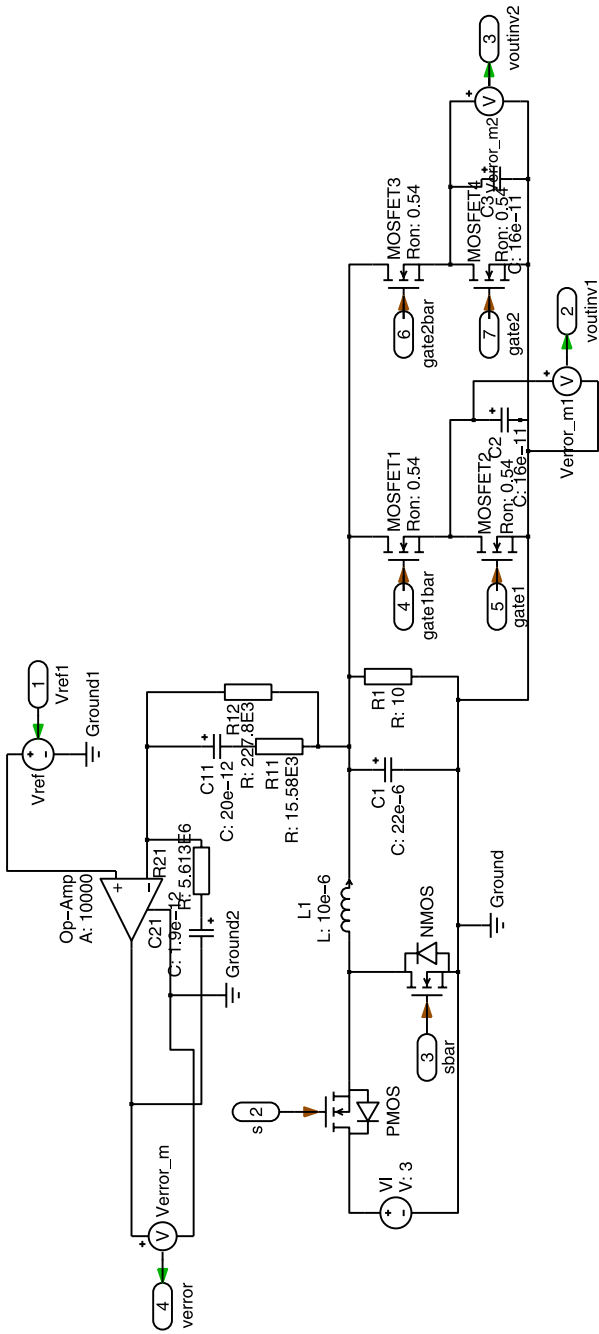 3
voutinv2
V
Verror_m2
C3
C: 16e-11
MOSFET3
Ron: 0.54
MOSFET4
Ron: 0.54
6
gate2bar
7
gate2
2
voutinv1
V
Verror_m1
C2
C: 16e-11
MOSFET1
Ron: 0.54
MOSFET2
Ron: 0.54
4
gate1bar
5
gate1
1
Vref1
Vref
Ground1
R12
R: 227.8E3
C11
C: 20e-12
R11
R: 15.58E3
R1
R: 10
C1
C: 22e-6
Op-Amp
A: 10000
R21
R: 5.613E6
C21
C: 1.9e-12
Ground2
L1
L: 10e-6
Ground
NMOS
3
sbar
2
s
PMOS
VI
V: 3
Verror_m
V
4
verror